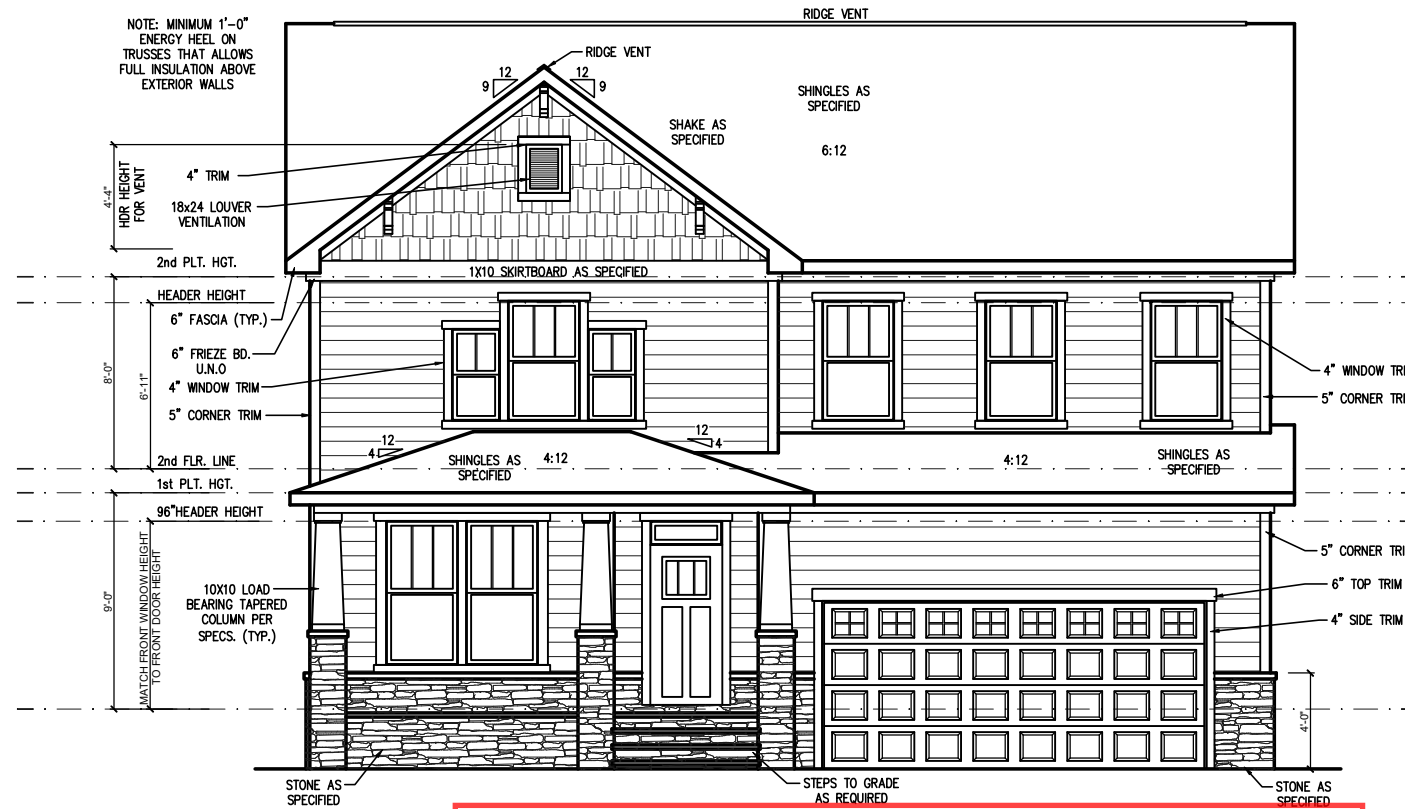 NOTE: MINIMUM 1'-0"
ENERGY HEEL ON
TRUSSES THAT ALLOWS
FULL INSULATION ABOVE
EXTERIOR WALLS
RIDGE VENT
RIDGE VENT
12
9
12
9
SHINGLES AS
SPECIFIED
6:12
SHAKE AS
SPECIFIED
4" TRIM
18x24 LOUVER
VENTILATION
4'-4"
HDR HEIGHT
FOR VENT
2nd PLT. HGT.
1X10 SKIRTBOARD AS SPECIFIED
HEADER HEIGHT
6" FASCIA (TYP.)
6" FRIEZE BD.
U.N.O
4" WINDOW TRIM
5" CORNER TRIM
8'-0"
6'-11"
4" WINDOW TRI
5" CORNER TRI
12
4
12
4
2nd FLR. LINE
SHINGLES AS
SPECIFIED
4:12
4:12
SHINGLES AS
SPECIFIED
1st PLT. HGT.
96"HEADER HEIGHT
9'-0"
MATCH FRONT WINDOW HEIGHT
TO FRONT DOOR HEIGHT
10X10 LOAD
BEARING TAPERED
COLUMN PER
SPECS. (TYP.)
5" CORNER TRI
6" TOP TRIM
4" SIDE TRIM
4'-0"
STONE AS
SPECIFIED
STEPS TO GRADE
AS REQUIRED
STONE AS
SPECIFIED